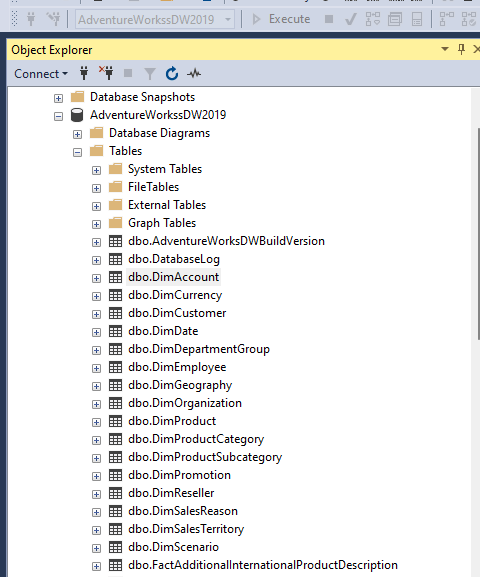 AdventureWorkssDW2019
Execute
Object Explorer
Connect
Database Snapshots
AdventureWorkssDW2019
Database Diagrams
Tables
System Tables
FileTables
External Tables
Graph Tables
dbo.AdventureWorksDWBuildVersion
dbo.DatabaseLog
dbo.DimAccount
dbo.DimCurrency
dbo.DimCustomer
dbo.DimDate
dbo.DimDepartmentGroup
dbo.DimEmployee
dbo.DimGeography
dbo.DimOrganization
dbo.DimProduct
dbo.DimProductCategory
dbo.DimProductSubcategory
dbo.DimPromotion
dbo.DimReseller
dbo.DimSalesReason
dbo.DimSalesTerritory
dbo.DimScenario
dbo.FactAdditionalInternationalProductDescription